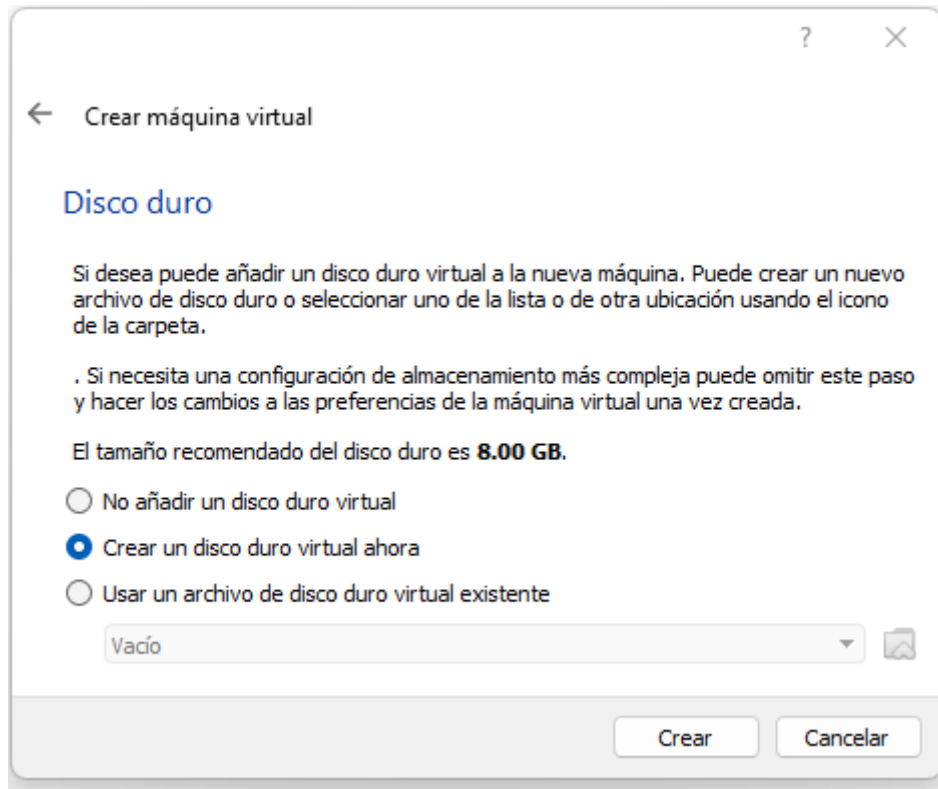 ?
Crear máquina virtual
Disco duro
Si desea puede añadir un disco duro virtual a la nueva máquina. Puede crear un nuevo
archivo de disco duro o seleccionar uno de la lista o de otra ubicación usando el icono
de la carpeta.
. Si necesita una configuración de almacenamiento más compleja puede omitir este paso
y hacer los cambios a las preferencias de la máquina virtual una vez creada.
El tamaño recomendado del disco duro es 8.00 GB.
No añadir un disco duro virtual
Crear un disco duro virtual ahora
Usar un archivo de disco duro virtual existente
Vacío
Crear Cancelar